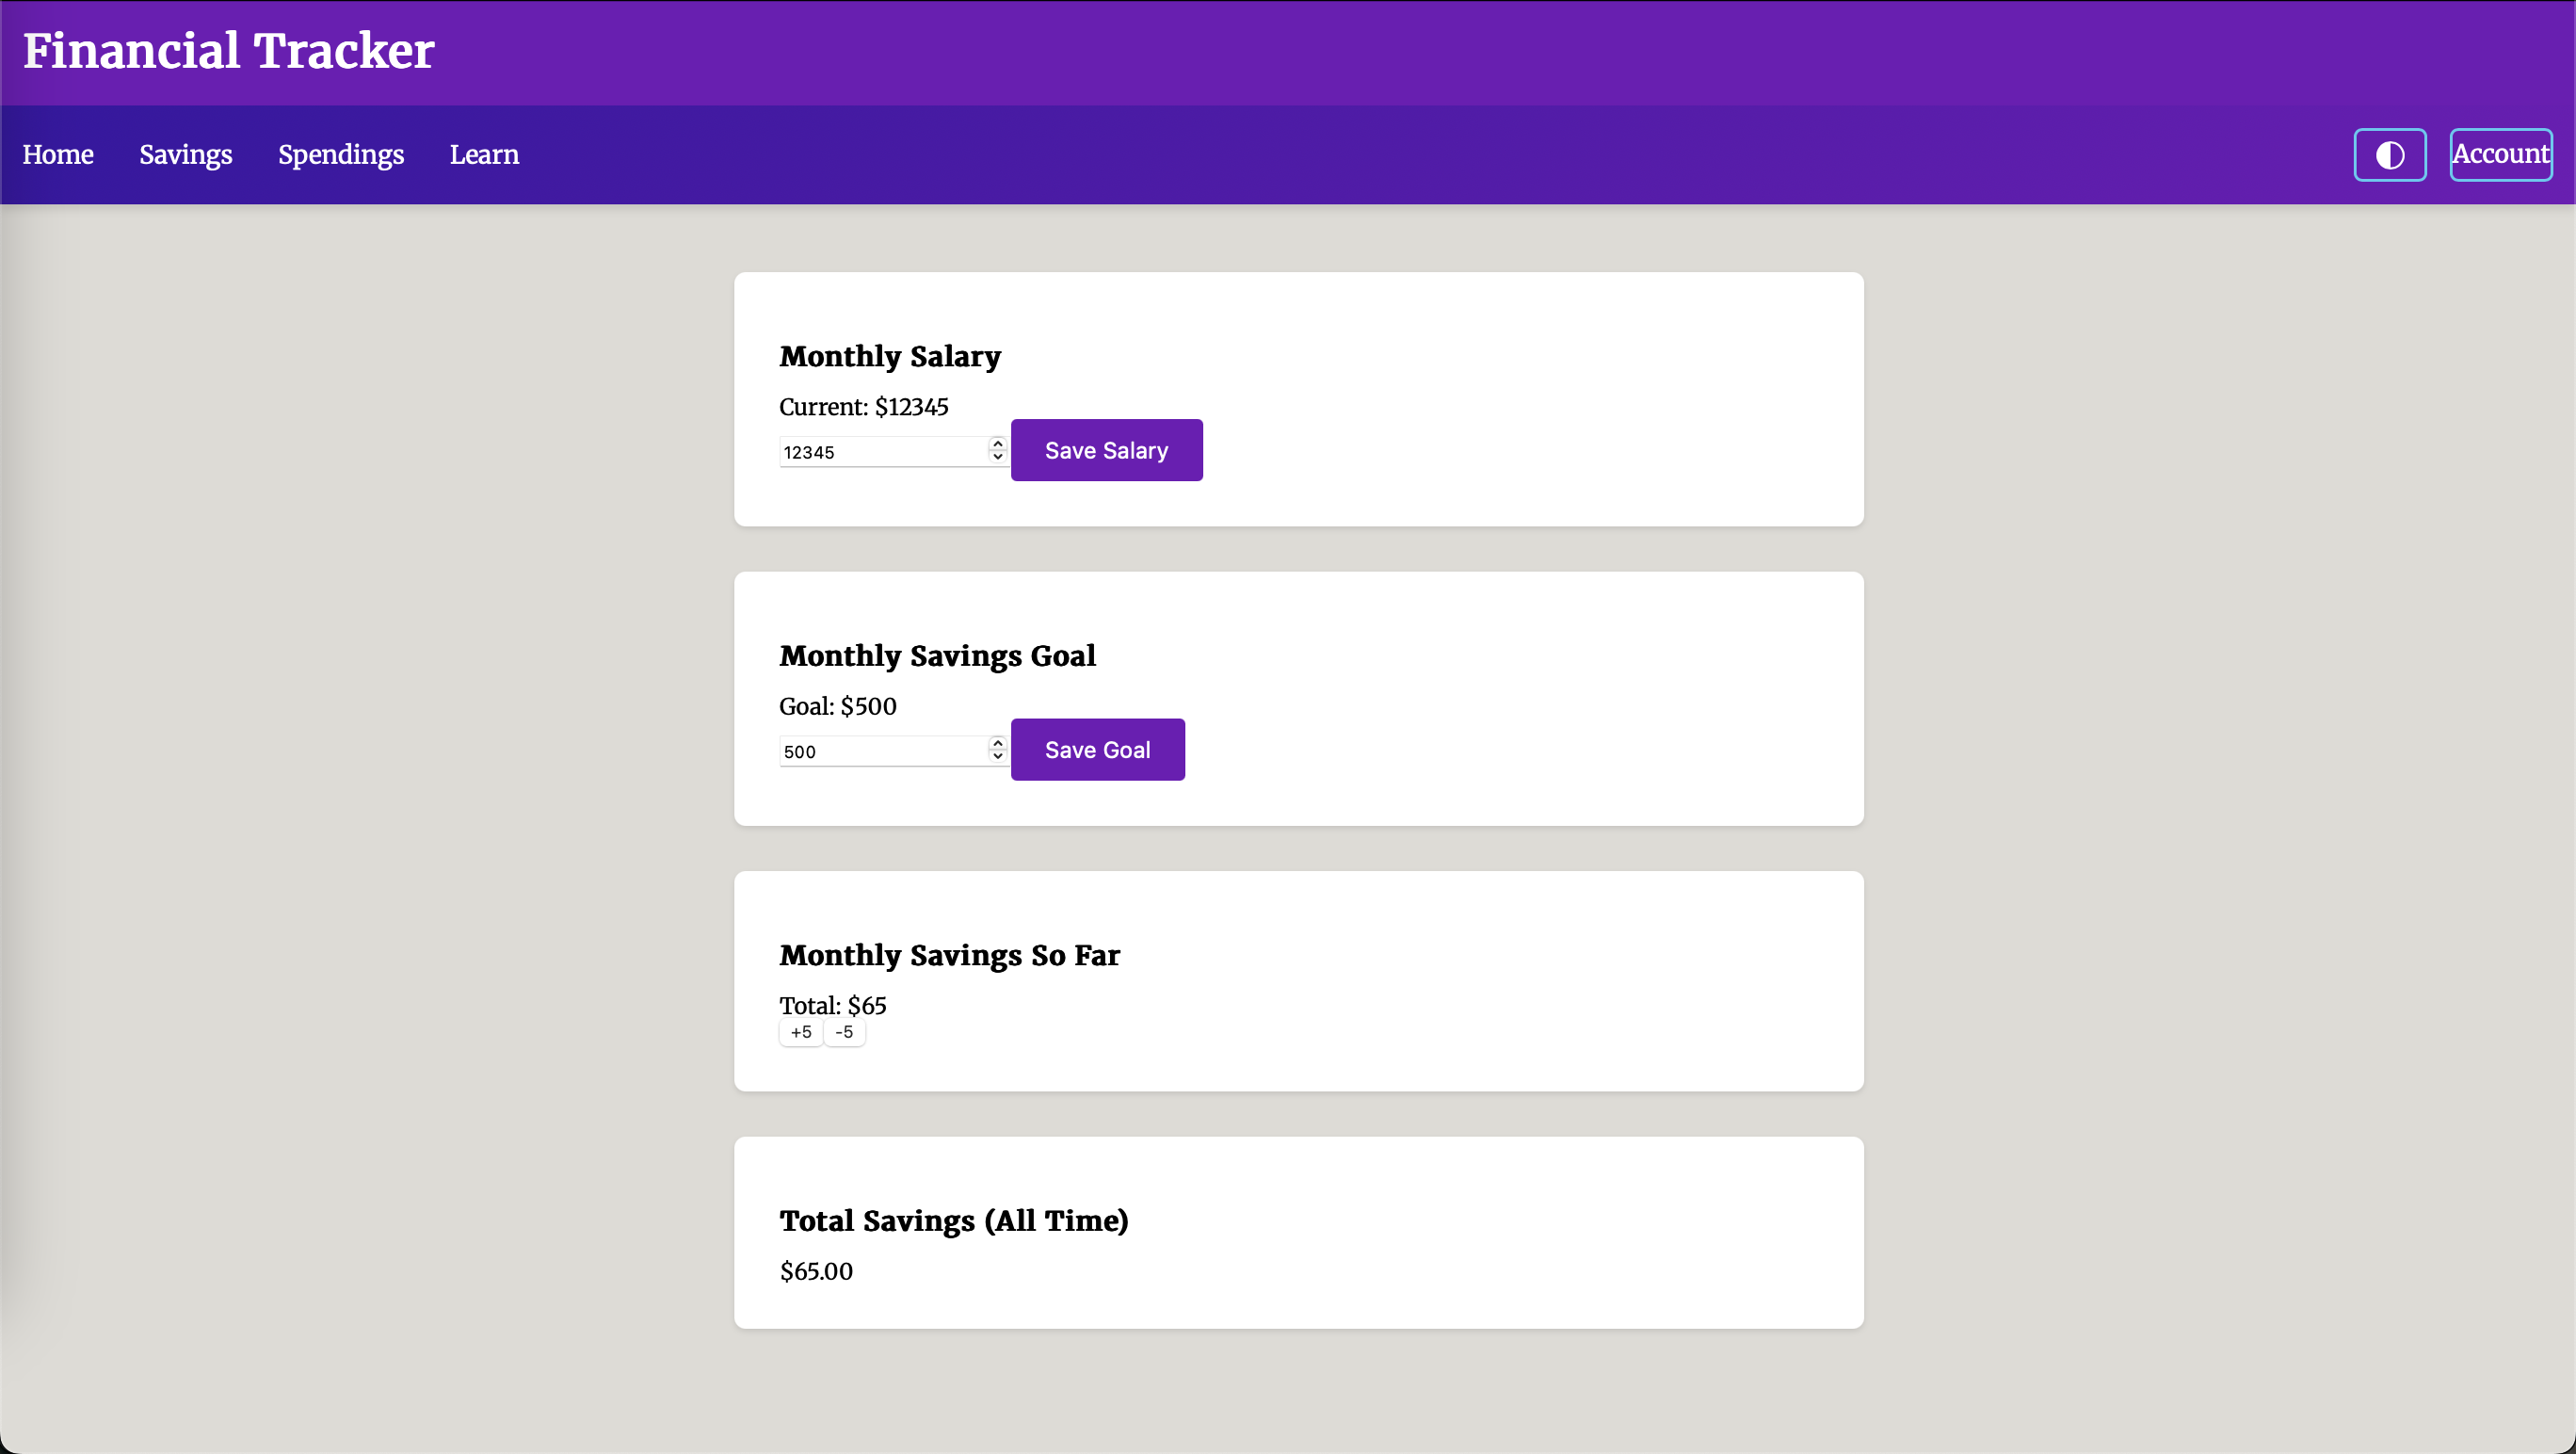 Financial Tracker
Home Savings Spendings Learn Account
Monthly Salary
Current: $12345
12345 Save Salary
Monthly Savings Goal
Goal: $500
500 Save Goal
Monthly Savings So Far
Total: $65
+5 -5
Total Savings (All Time)
$65.00